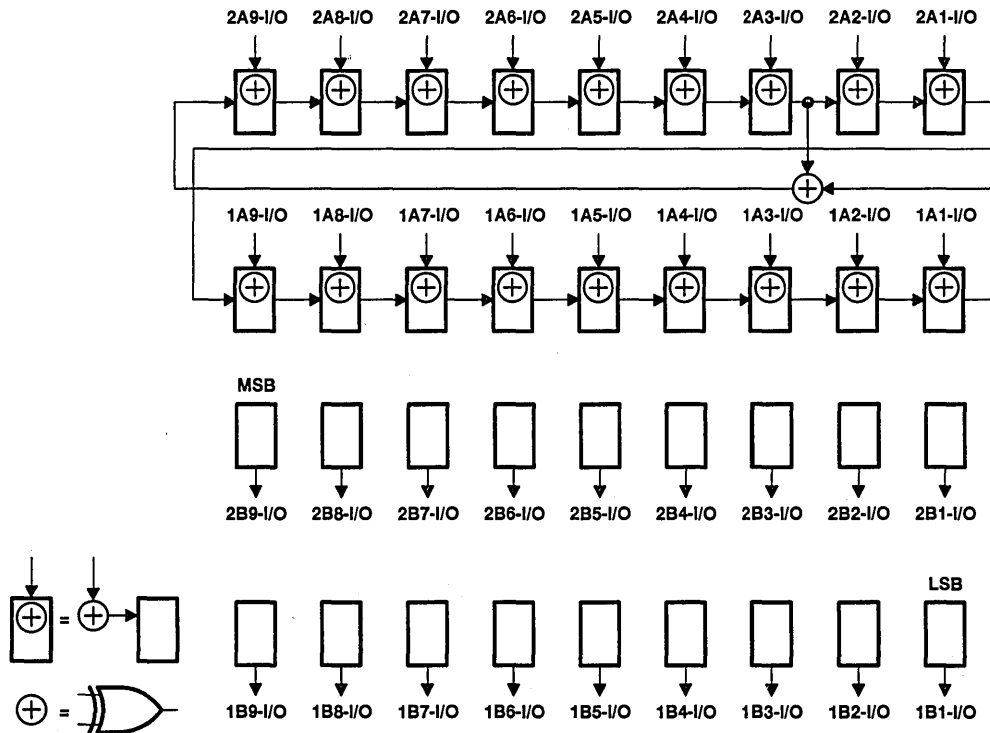 2A9-I/O 2A8-I/O 2A7-I/O 2A6-I/O 2A5-I/O 2A4-I/O 2A3-I/O 2A2-I/O 2A1-I/O
1A9-I/O 1A8-I/O 1A7-I/O 1A6-I/O 1A5-I/O 1A4-I/O 1A3-I/O 1A2-I/O 1A1-I/O
MSB
2B9-I/O 2B8-I/O 2B7-I/O 2B6-I/O 2B5-I/O 2B4-I/O 2B3-I/O 2B2-I/O 2B1-I/O
LSB
=
1B9-I/O 1B8-I/O 1B7-I/O 1B6-I/O 1B5-I/O 1B4-I/O 1B3-I/O 1B2-I/O 1B1-I/O
=